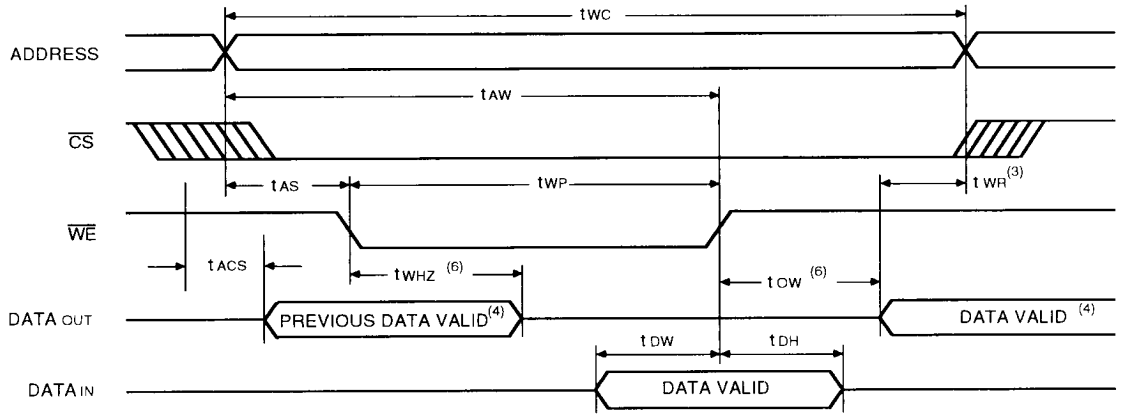 tWC
ADDRESS
tAW
CS
tAS tWP tWR(3)
WE
tACS tWHZ (6) tOW (6)
DATA OUT PREVIOUS DATA VALID(4) DATA VALID (4)
tDW tDH
DATA IN DATA VALID